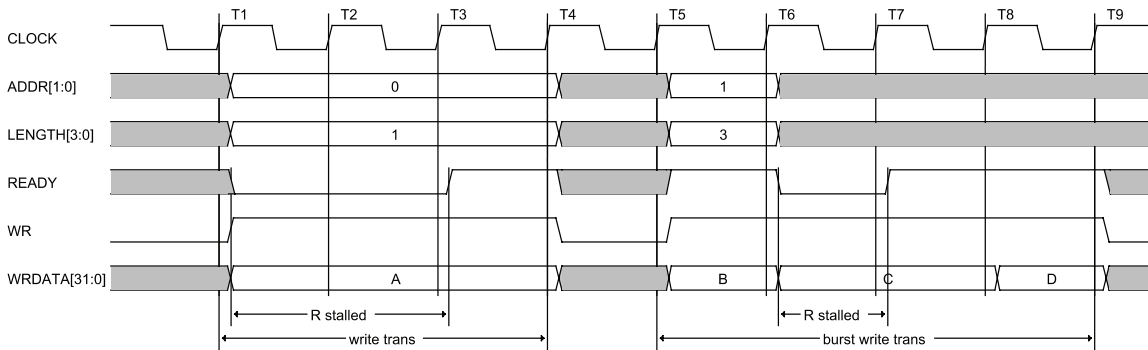 T1 T2 T3 T4 T5 T6 T7 T8 T9
CLOCK
ADDR[1:0] 0 1
LENGTH[3:0] 1 3
READY
WR
WRDATA[31:0] A B C D
R stalled R stalled
write trans burst write trans